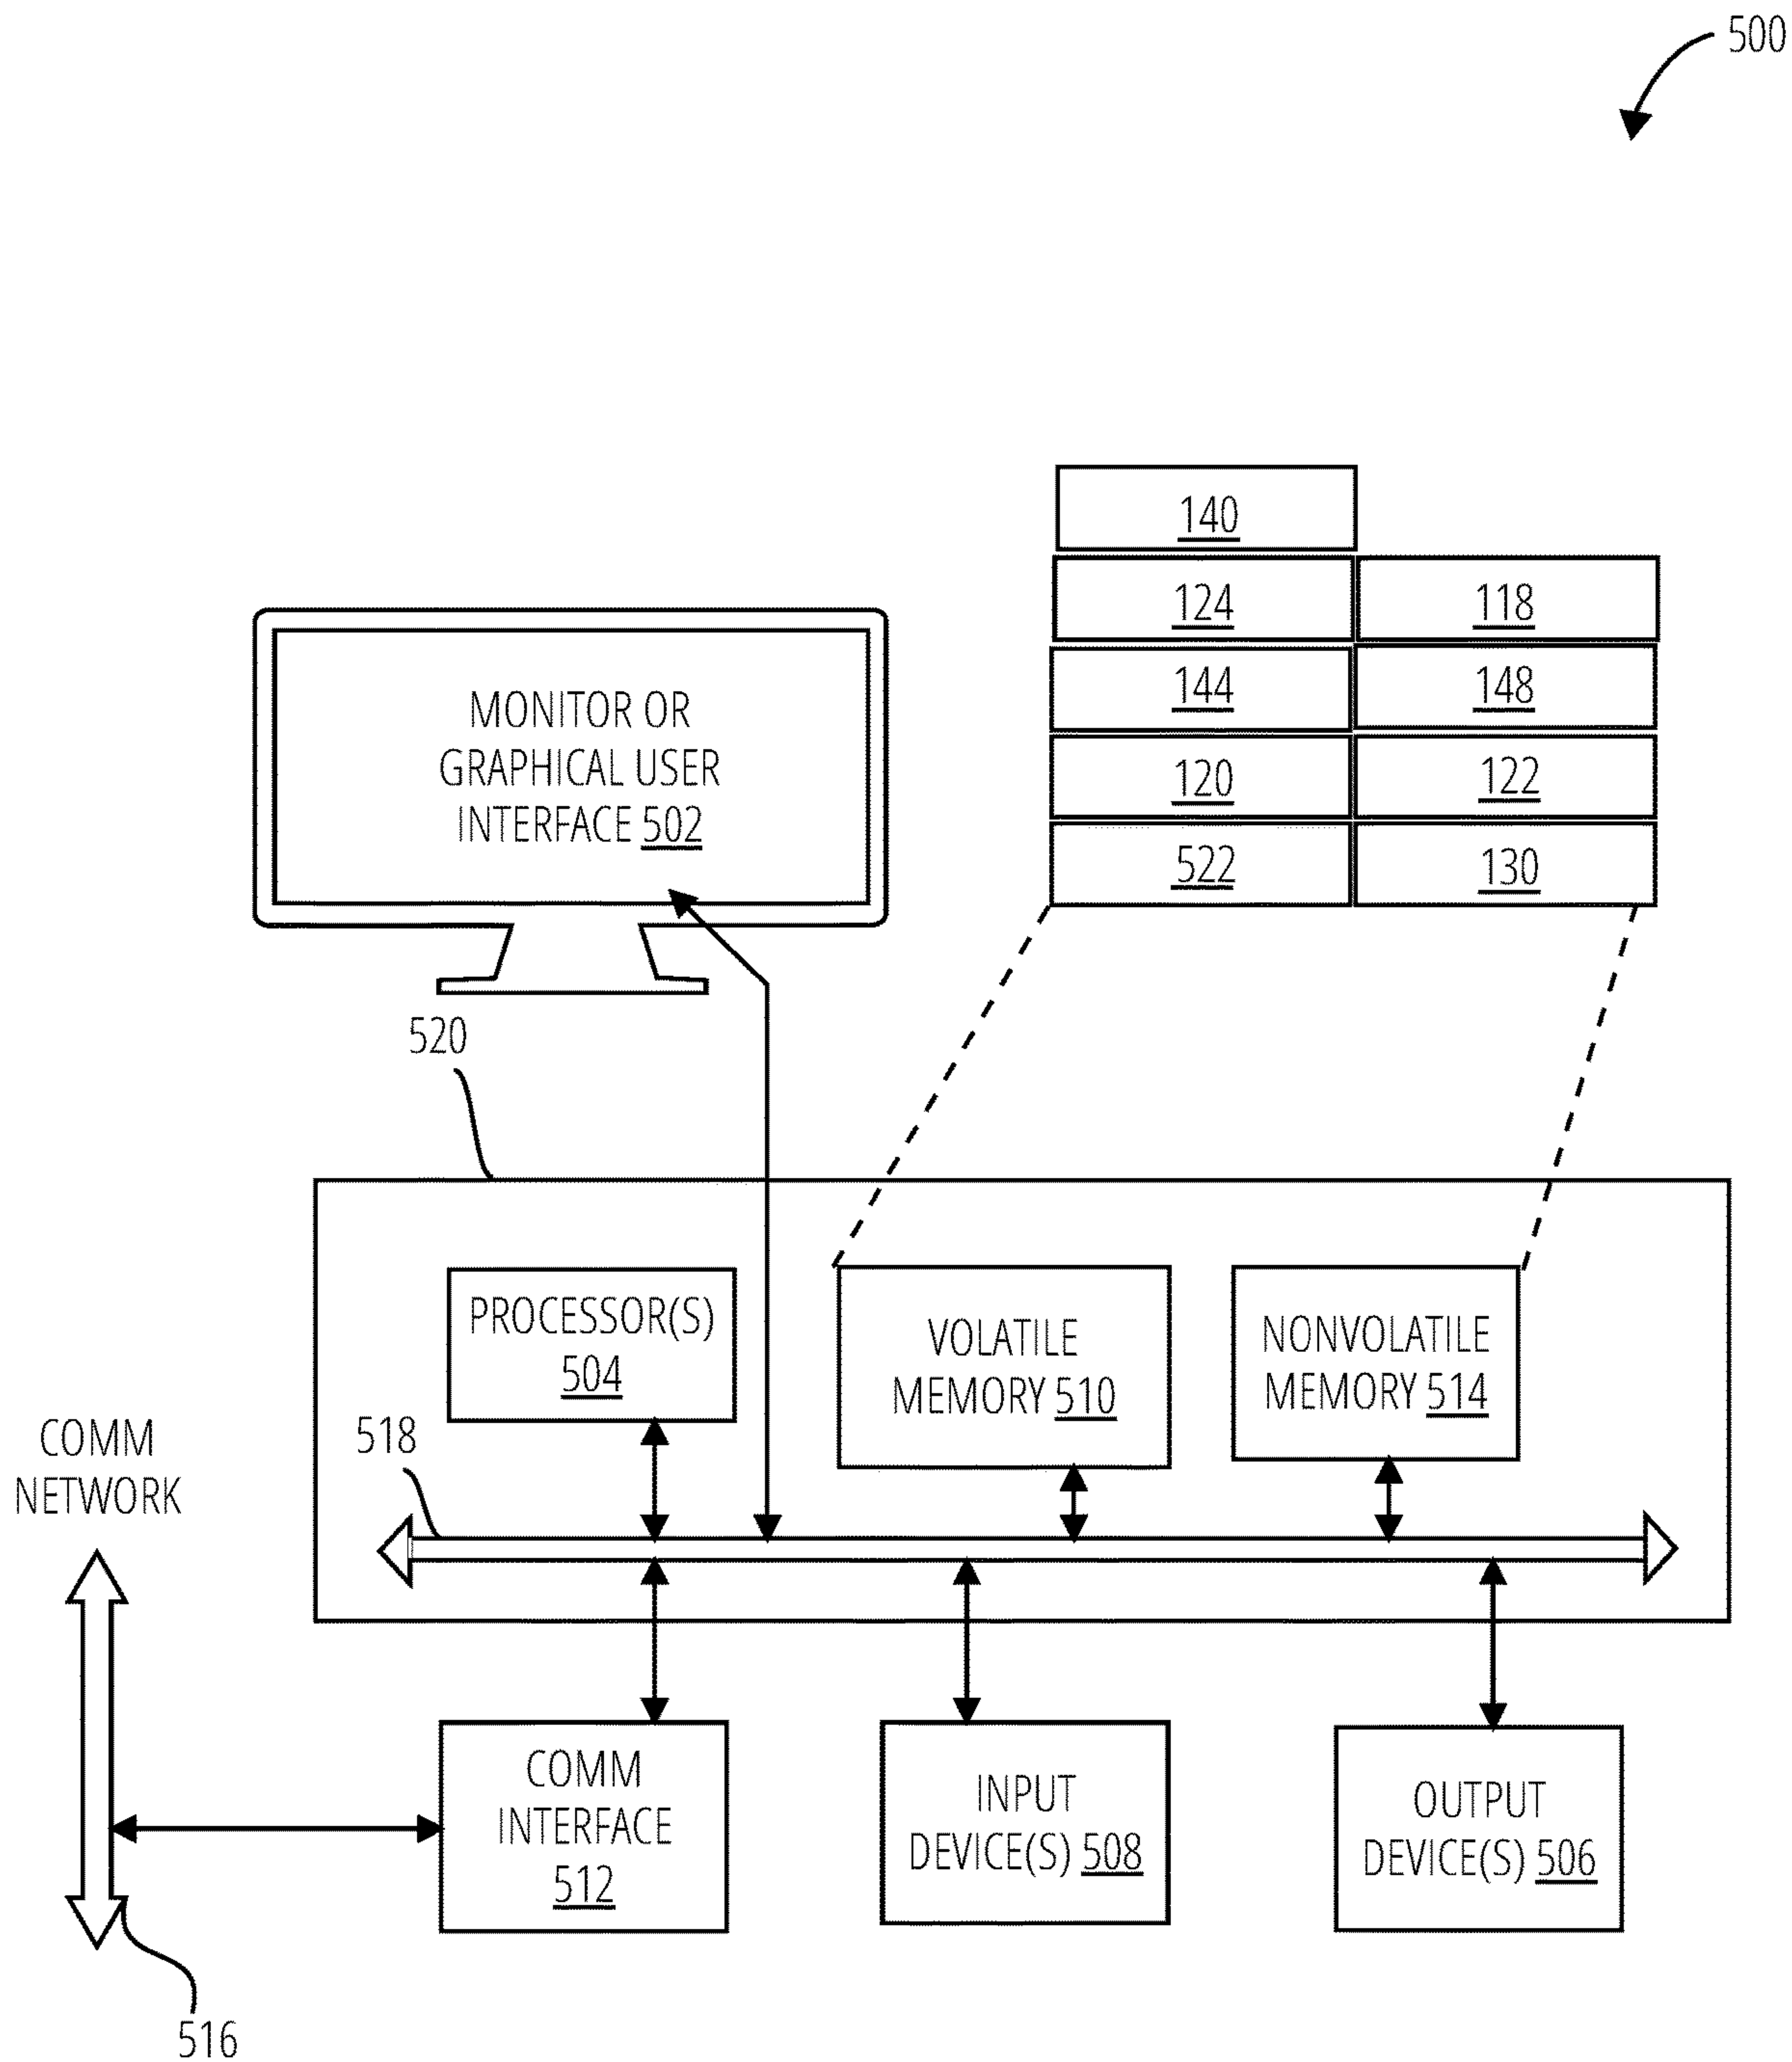 500
140
124
118
144
148
120
122
522
130
MONITOR OR
GRAPHICAL USER
INTERFACE 502
520
PROCESSOR(S)
504
VOLATILE
MEMORY 510
NONVOLATILE
MEMORY 514
518
COMM
NETWORK
COMM
INTERFACE
512
INPUT
DEVICE(S) 508
OUTPUT
DEVICE(S) 506
516